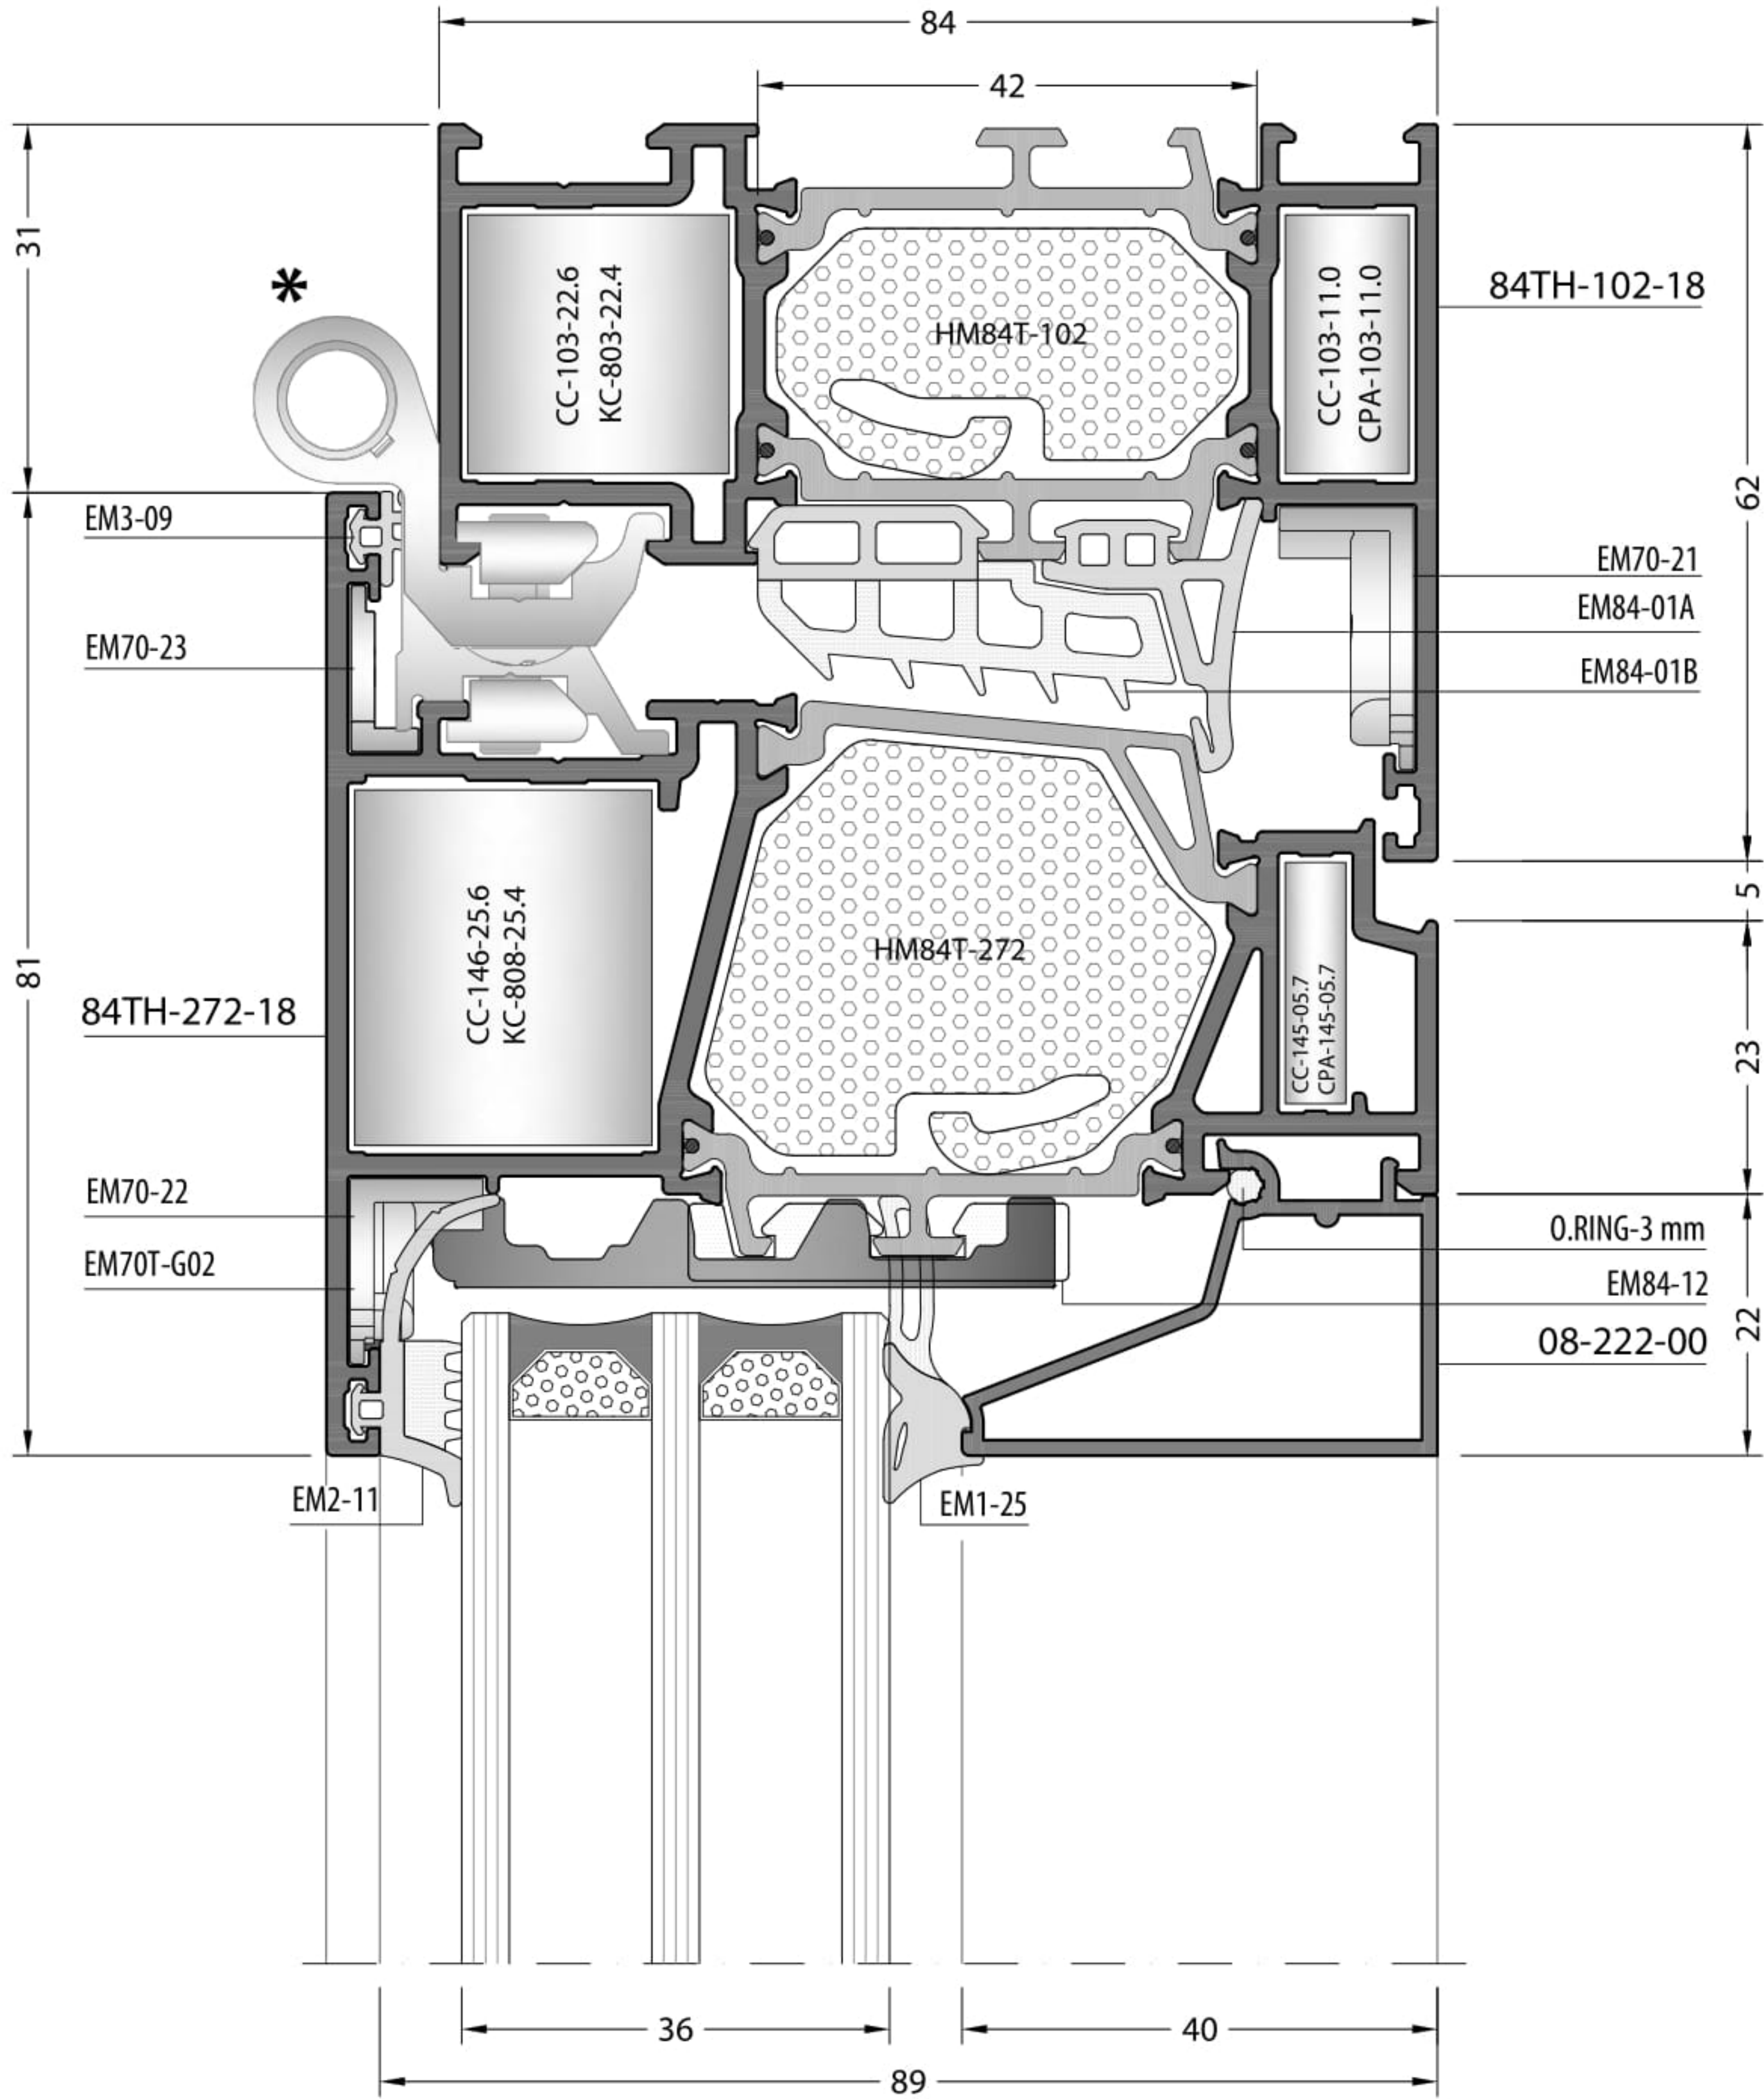 84
42
31
*
CC-103-22.6
KC-803-22.4
HM84T-102
CC-103-11.0
CPA-103-11.0
84TH-102-18
62
EM3-09
EM70-21
EM84-01A
EM70-23
EM84-01B
5
81
CC-146-25.6
KC-808-25.4
HM84T-272
84TH-272-18
CC-145-05.7
CPA-145-05.7
23
EM70-22
O.RING-3 mm
EM70T-G02
EM84-12
22
08-222-00
EM2-11
EM1-25
36
40
89